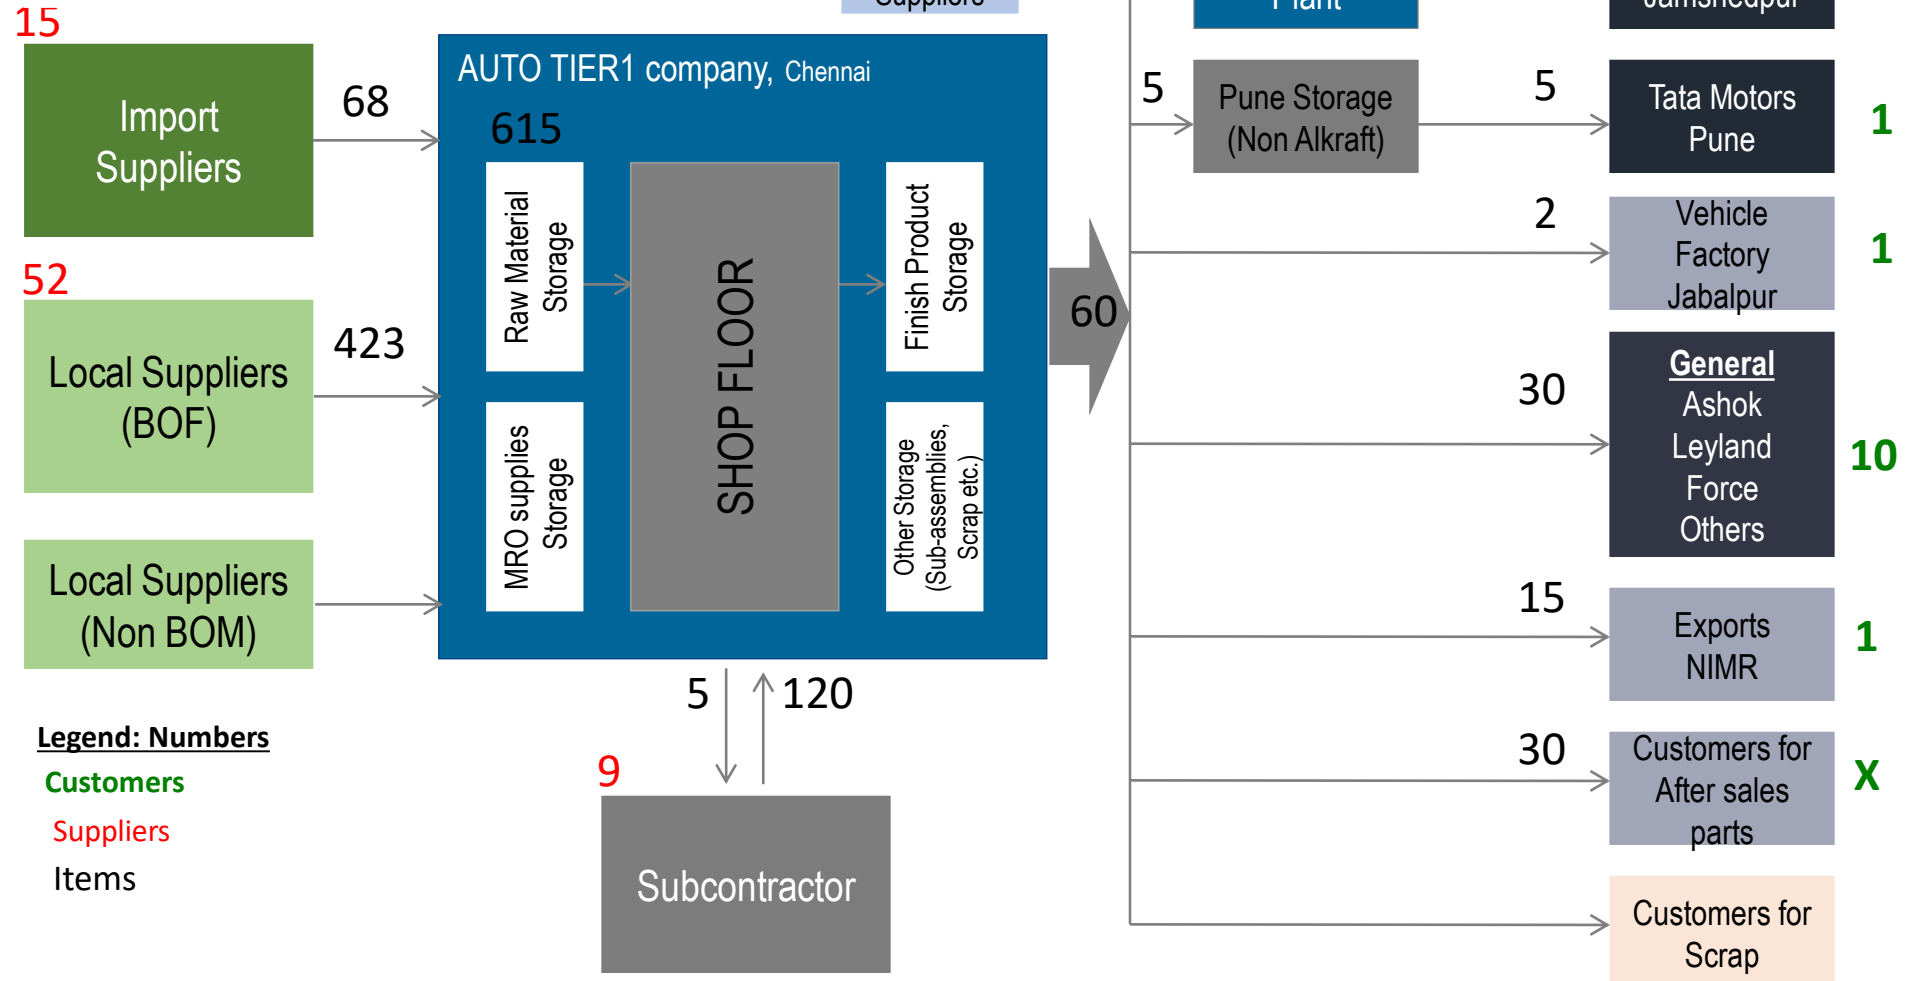 Suppliers
Plant
Jamshedpur
15
Import
Suppliers
68
52
Local Suppliers
(BOF)
423
Local Suppliers
(Non BOM)
Legend: Numbers
Customers
Suppliers
Items
AUTO TIER1 company, Chennai
615
Raw Material
Storage
MRO supplies
Storage
SHOP FLOOR
Finish Product
Storage
Other Storage
(Sub-assemblies,
Scrap etc.)
5
120
9
Subcontractor
60
5
Pune Storage
(Non Alkraft)
5
Tata Motors
Pune
1
2
Vehicle
Factory
Jabalpur
1
30
General
Ashok
Leyland
Force
Others
10
15
Exports
NIMR
1
30
Customers for
After sales
parts
X
Customers for
Scrap